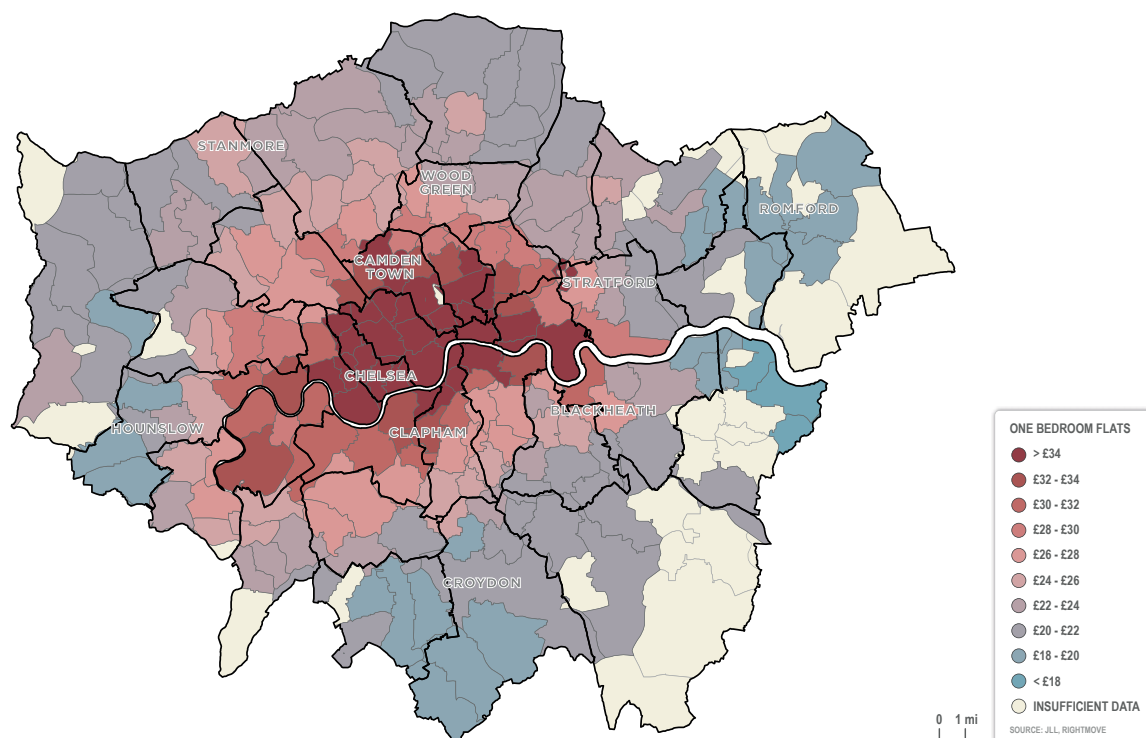 STANMORE
WOOD
GREEN
ROMFORD
CAMDEN
TOWN
STRATFORD
CHELSEA
BLACKHEATH
HOUNSLOW
CLAPHAM
CROYDON
ONE BEDROOM FLATS
> £34
£32 - £34
£30 - £32
£28 - £30
£26 - £28
£24 - £26
£22 - £24
£20 - £22
£18 - £20
< £18
INSUFFICIENT DATA
SOURCE: JLL, RIGHTMOVE
0 1 mi